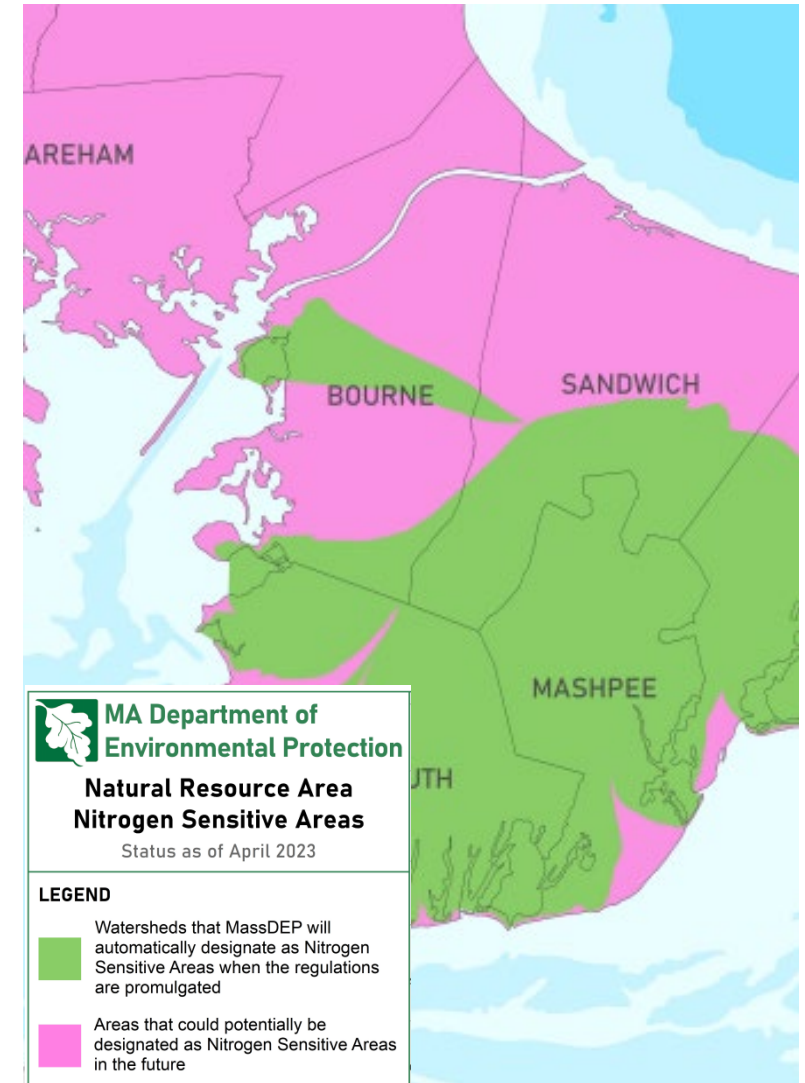 AREHAM
BOURNE
SANDWICH
MASHPEE
UTH
MA Department of
Environmental Protection
Natural Resource Area
Nitrogen Sensitive Areas
Status as of April 2023
LEGEND
Watersheds that MassDEP will
automatically designate as Nitrogen
Sensitive Areas when the regulations
are promulgated
Areas that could potentially be
designated as Nitrogen Sensitive Areas
in the future